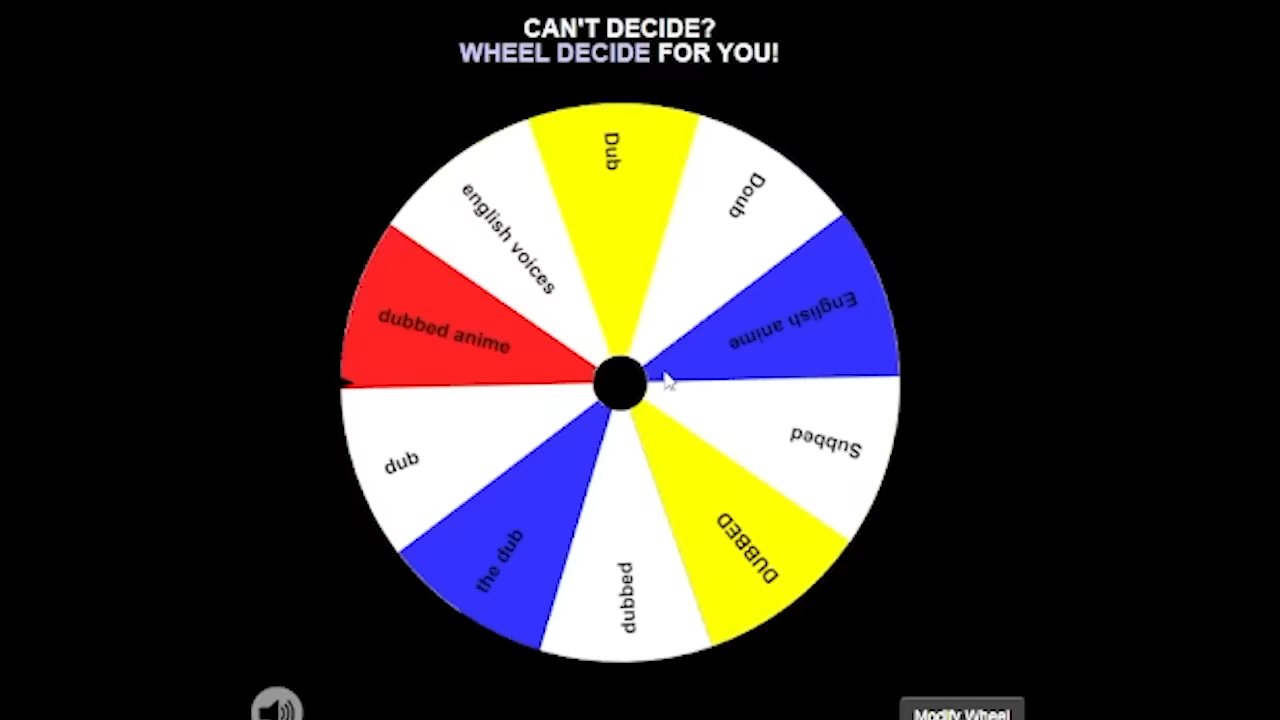 CAN'T DECIDE?
WHEEL DECIDE FOR YOU!
Dub
Doub
English anime
Subbed
DUBBED
dubbed
the dub
dub
dubbed anime
english voices
Modify Wheel